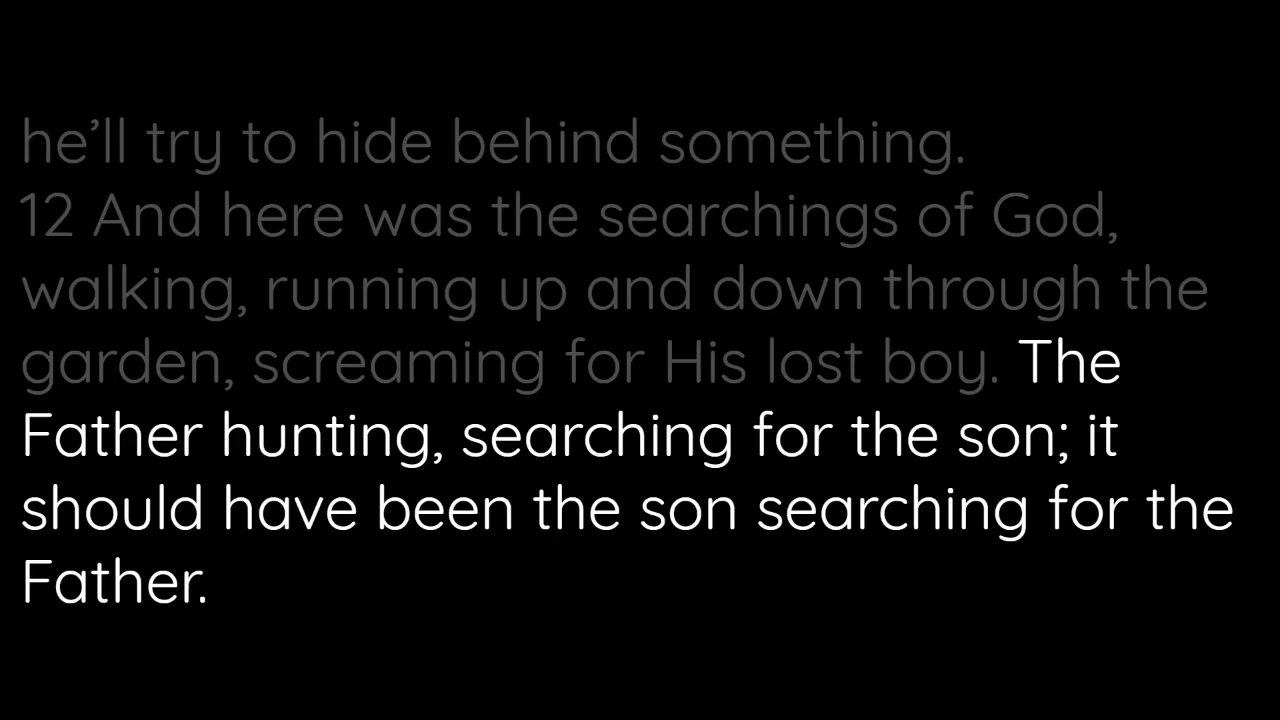 he’ll try to hide behind something.
12 And here was the searchings of God,
walking, running up and down through the
garden, screaming for His lost boy. The
Father hunting, searching for the son; it
should have been the son searching for the
Father.